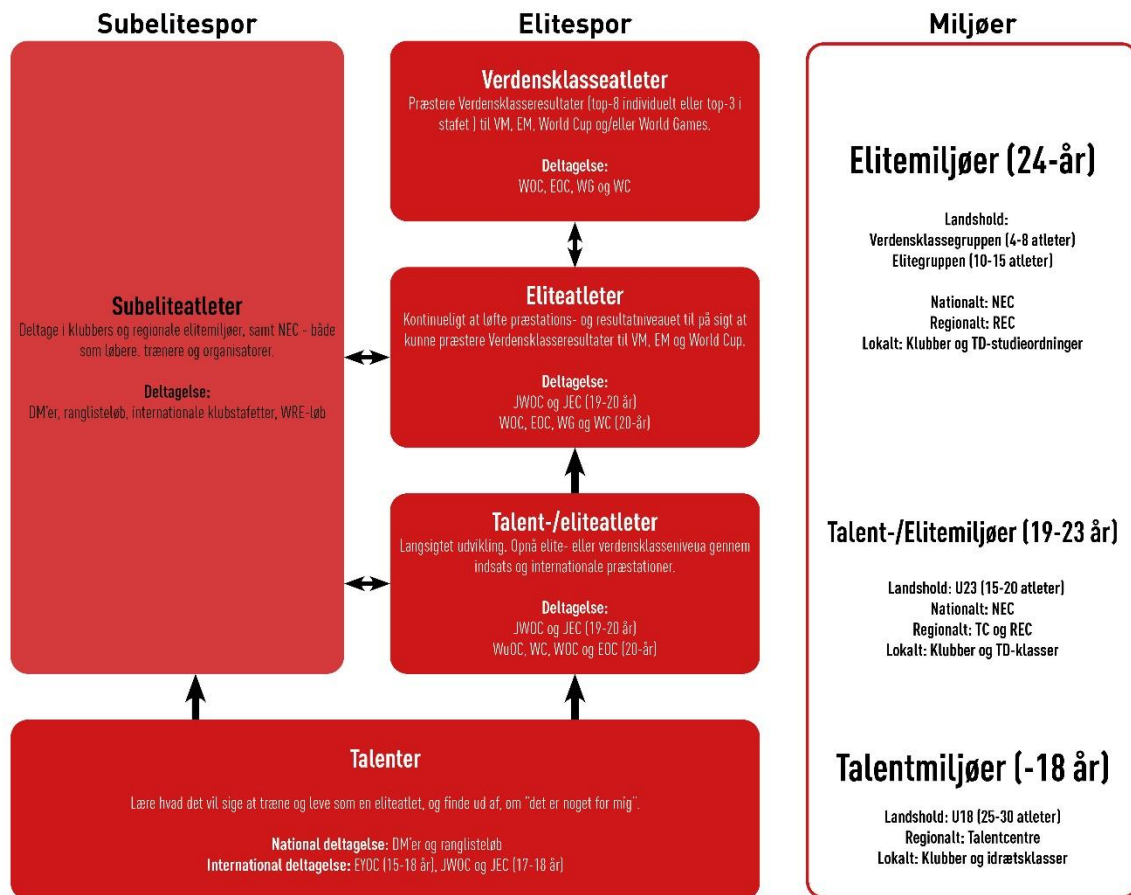 Subelitespor
Elitespor
Miljøer
Verdensklasseatleter
Præstere Verdensklasseresultater (top-8 individuelt eller top-3 i
stafet ) til VM, EM, World Cup og/eller World Games.
Deltagelse:
WOC, EOC, WG og WC
Subeliteatleter
Deltage i klubbers og regionale elitemiljøer, samt NEC - både
som løbere. trænere og organisatorer.
Deltagelse:
DM'er, ranglisteløb, internationale klubstafetter, WRE-løb
Eliteatleter
Kontinueligt at løfte præstations- og resultatniveauet til på sigt at
kunne præstere Verdensklasseresultater til VM, EM og World Cup.
Deltagelse:
JWOC og JEC (19-20 år)
WOC, EOC, WG og WC (20-år)
Talent-/eliteatleter
Langsigtet udvikling. Opnå elite- eller verdensklasseniveua gennem
indsats og internationale præstationer.
Deltagelse:
JWOC og JEC (19-20 år)
WuOC, WC, WOC og EOC (20-år)
Talenter
Lære hvad det vil sige at træne og leve som en eliteatlet, og finde ud af, om "det er noget for mig".
National deltagelse: DM'er og ranglisteløb
International deltagelse: EYOC (15-18 år), JWOC og JEC (17-18 år)
Elitemiljøer (24-år)
Landshold:
Verdensklassegruppen (4-8 atleter)
Elitegruppen (10-15 atleter)
Nationalt: NEC
Regionalt: REC
Lokalt: Klubber og TD-studieordninger
Talent-/Elitemiljøer (19-23 år)
Landshold: U23 (15-20 atleter)
Nationalt: NEC
Regionalt: TC og REC
Lokalt: Klubber og TD-klasser
Talentmiljøer (-18 år)
Landshold: U18 (25-30 atleter)
Regionalt: Talentcentre
Lokalt: Klubber og idrætsklasser